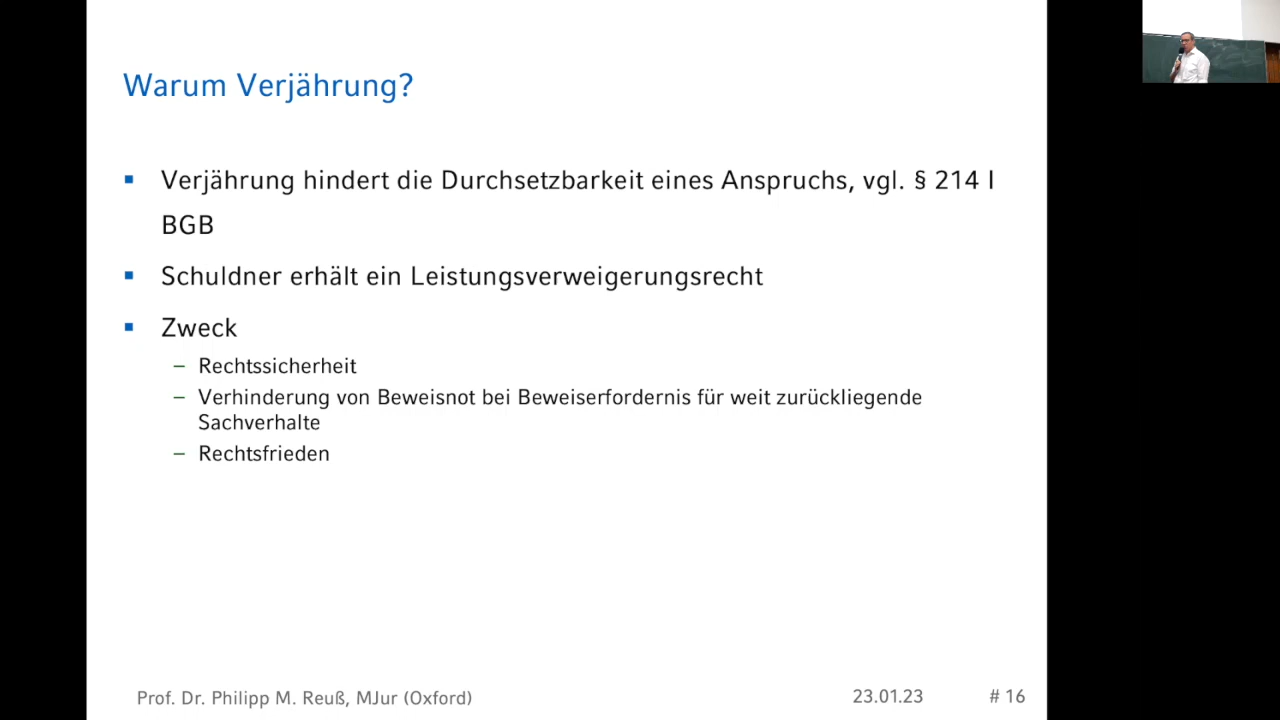 Warum Verjährung?
▪ Verjährung hindert die Durchsetzbarkeit eines Anspruchs, vgl. § 214 I
BGB
▪ Schuldner erhält ein Leistungsverweigerungsrecht
▪ Zweck
– Rechtssicherheit
– Verhinderung von Beweisnot bei Beweiserfordernis für weit zurückliegende
Sachverhalte
– Rechtsfrieden
Prof. Dr. Philipp M. Reuß, MJur (Oxford)
23.01.23
# 16